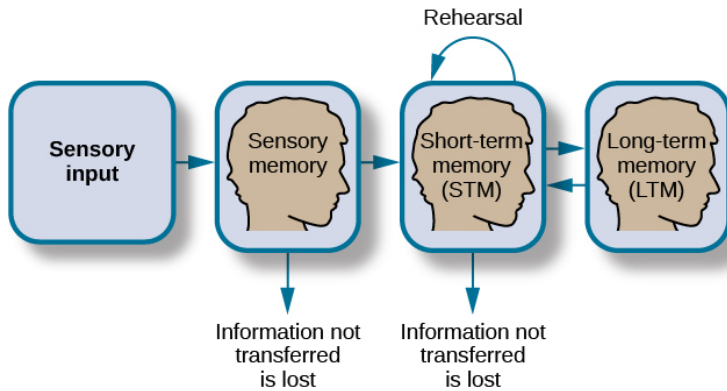 Rehearsal
Sensory
input
Sensory
memory
Short-term
memory
(STM)
Long-term
memory
(LTM)
Information not
transferred
is lost
Information not
transferred
is lost